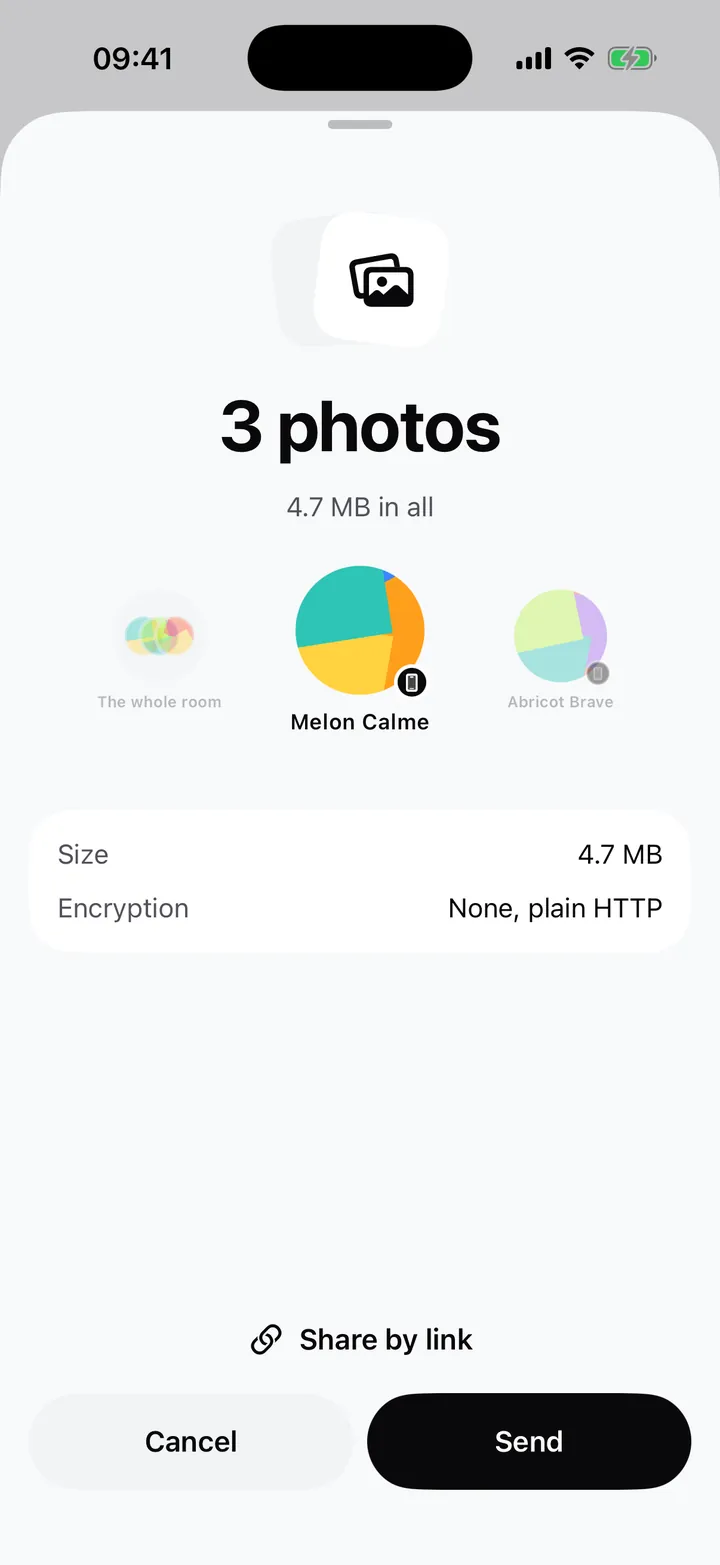 09:41
3 photos
4.7 MB in all
The whole room
Melon Calme
Abricot Brave
Size 4.7 MB
Encryption None, plain HTTP
Share by link
Cancel Send